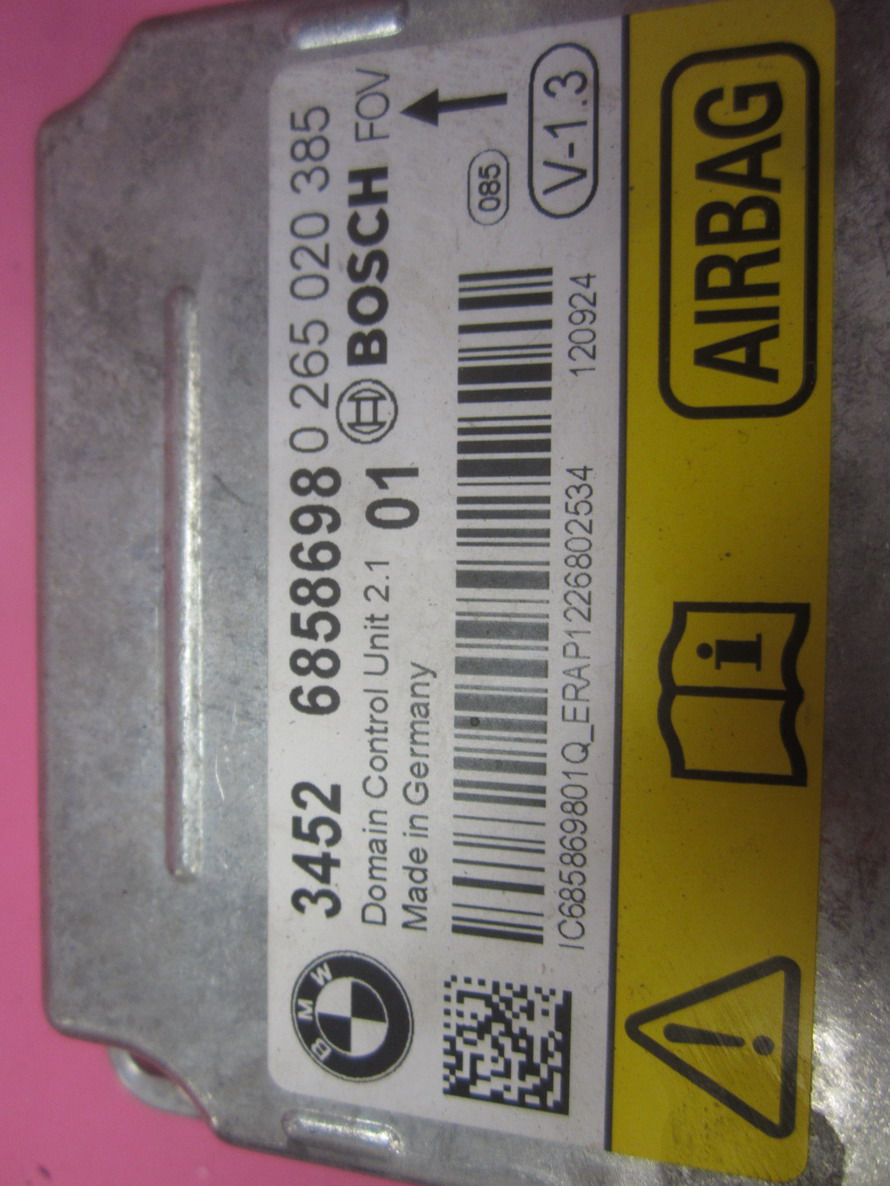 BMW
3452 6858698 0 265 020 385
Domain Control Unit 2.1 01 BOSCH FOV
Made in Germany
085
V-1.3
IC685869801Q_ERAP1226802534 120924
i
AIRBAG